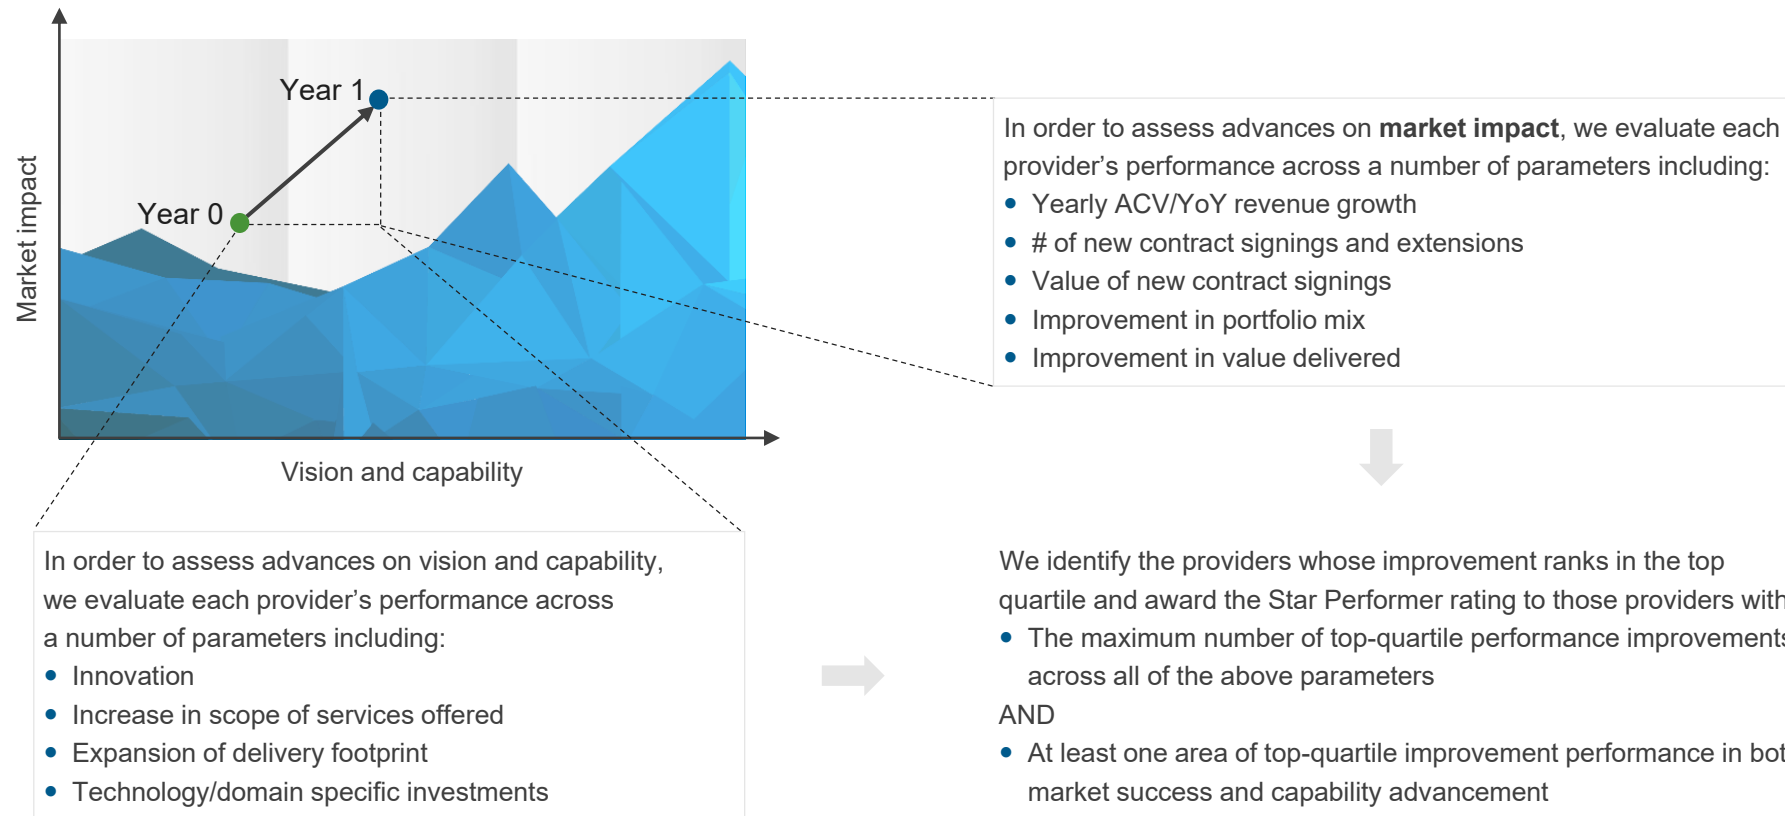 Year 1
Year 0
Market impact
Vision and capability
In order to assess advances on market impact, we evaluate each
provider’s performance across a number of parameters including:
• Yearly ACV/YoY revenue growth
• # of new contract signings and extensions
• Value of new contract signings
• Improvement in portfolio mix
• Improvement in value delivered
In order to assess advances on vision and capability,
we evaluate each provider’s performance across
a number of parameters including:
• Innovation
• Increase in scope of services offered
• Expansion of delivery footprint
• Technology/domain specific investments
We identify the providers whose improvement ranks in the top
quartile and award the Star Performer rating to those providers with
• The maximum number of top-quartile performance improvements
across all of the above parameters
AND
• At least one area of top-quartile improvement performance in
market success and capability advancement